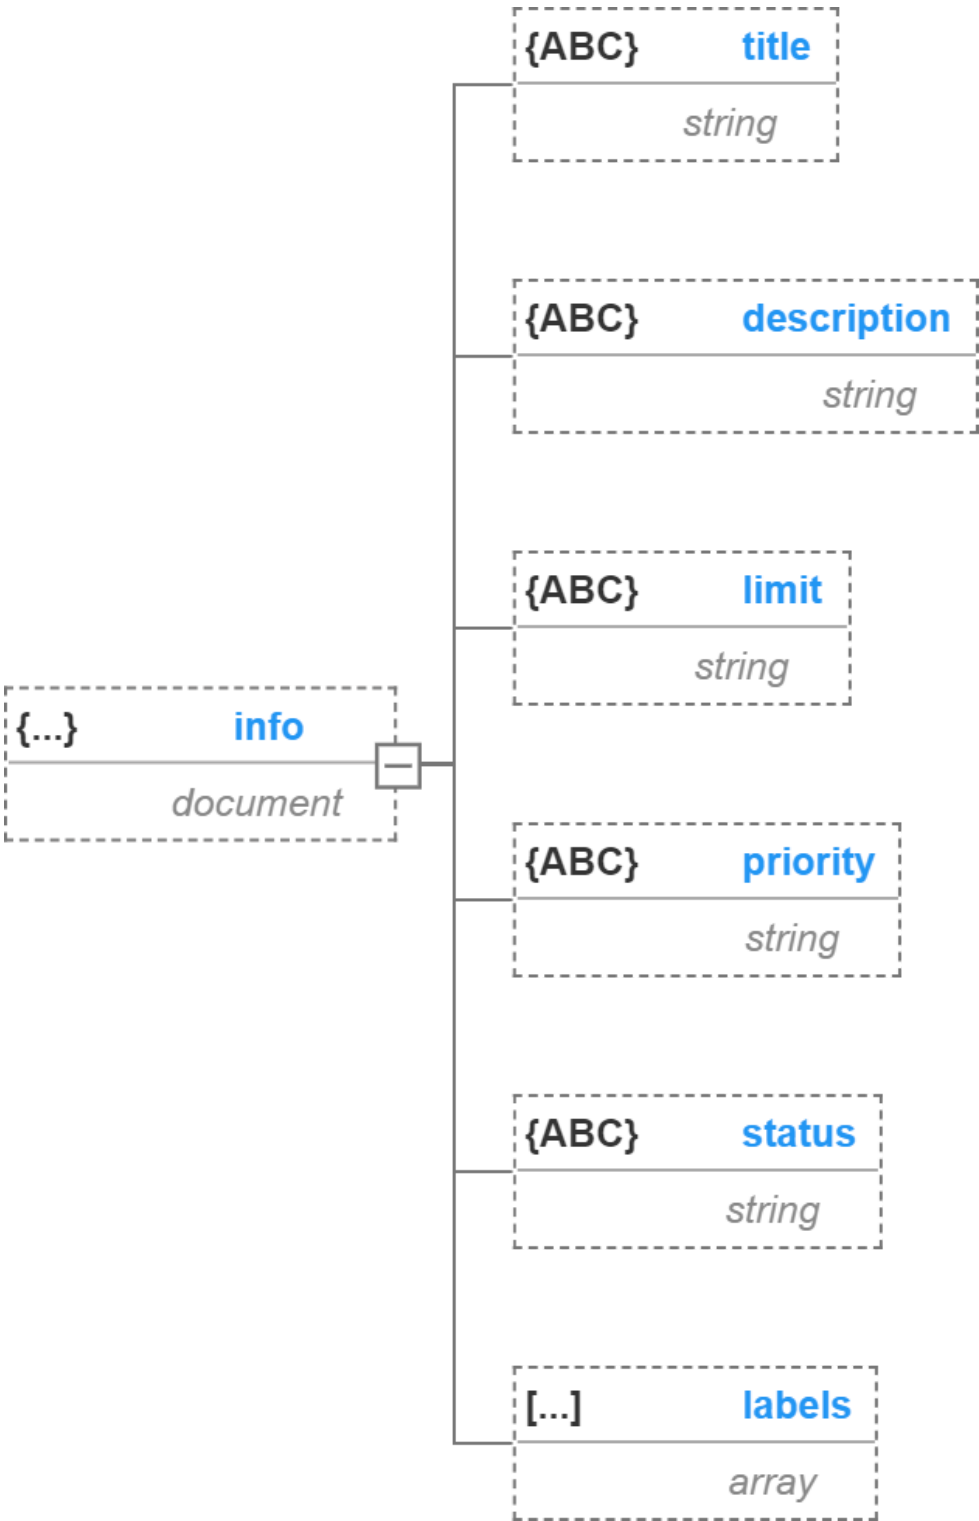 {ABC} title
string
{ABC} description
string
{ABC} limit
string
{...} info
document
{ABC} priority
string
{ABC} status
string
[...] labels
array